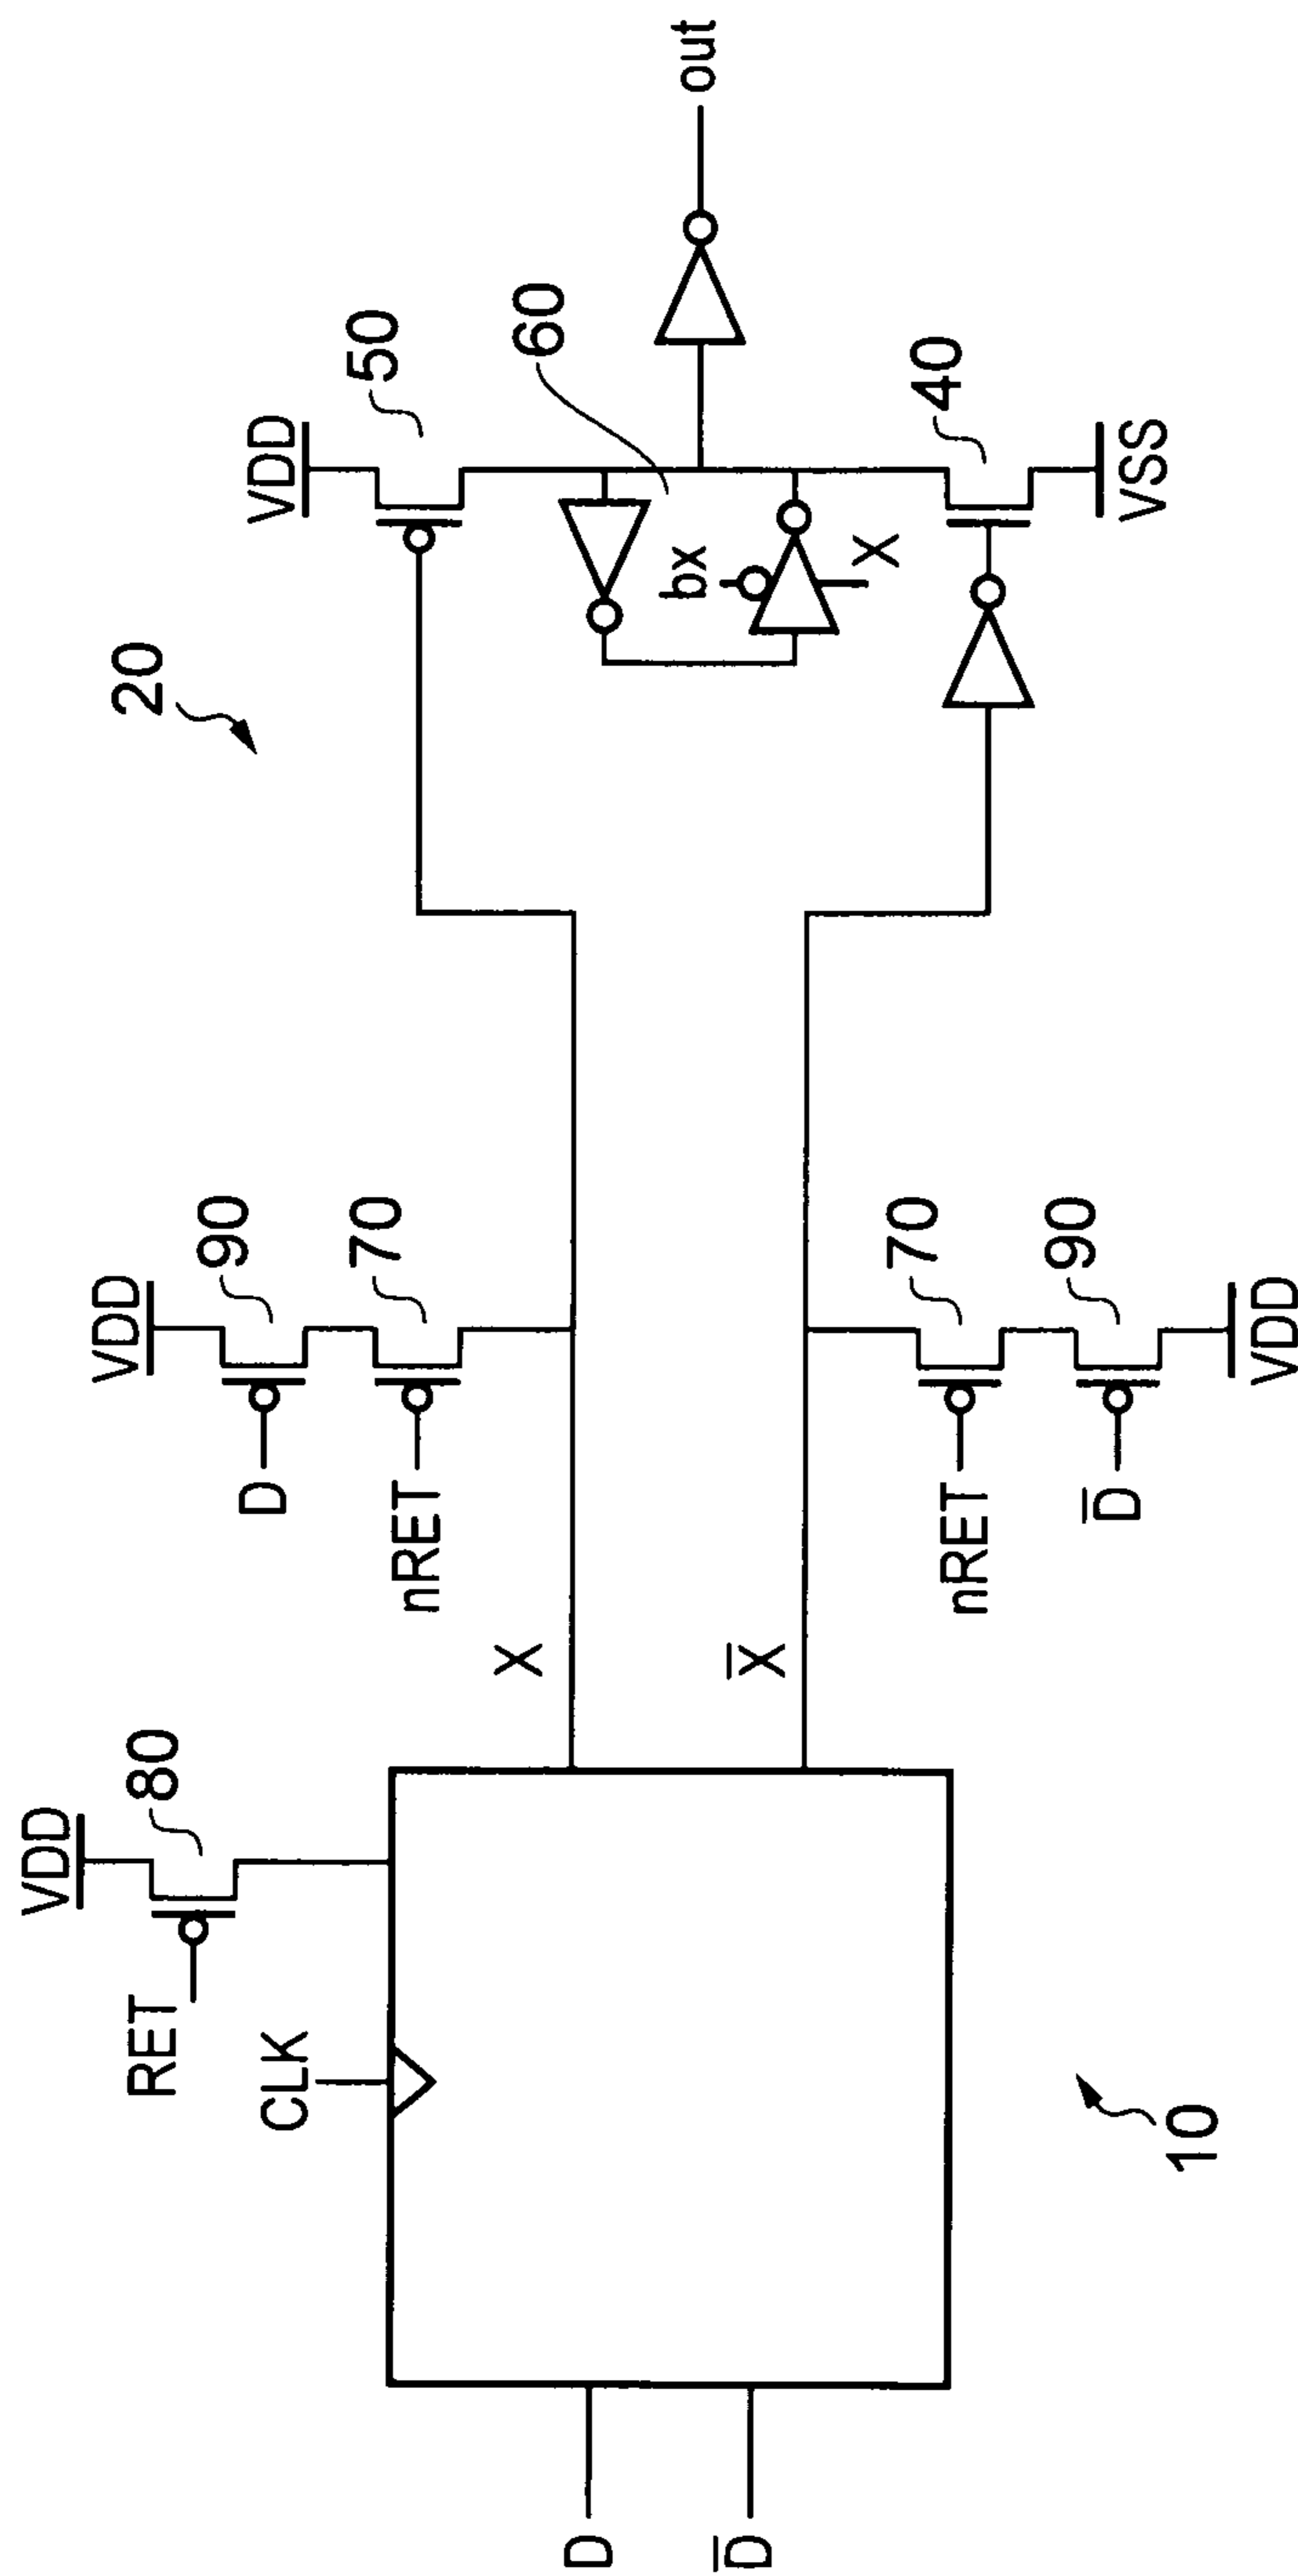 VDD
80
RET
CLK
D
D̅
10
X
X̅
VDD
90
D
70
nRET
70
nRET
90
D̅
VDD
20
VDD
50
60
bx
X
out
40
VSS